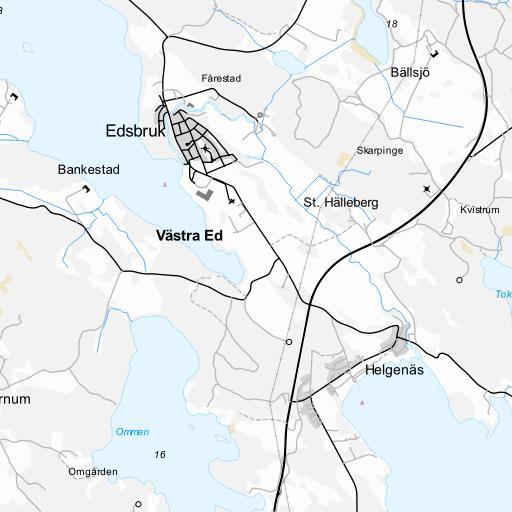 18
Bällsjö
Fårestad
Edsbruk
Skarpinge
Bankestad
St. Hälleberg
Kvistrum
Västra Ed
Tok
Helgenäs
rnum
Ommen
16
Omgården